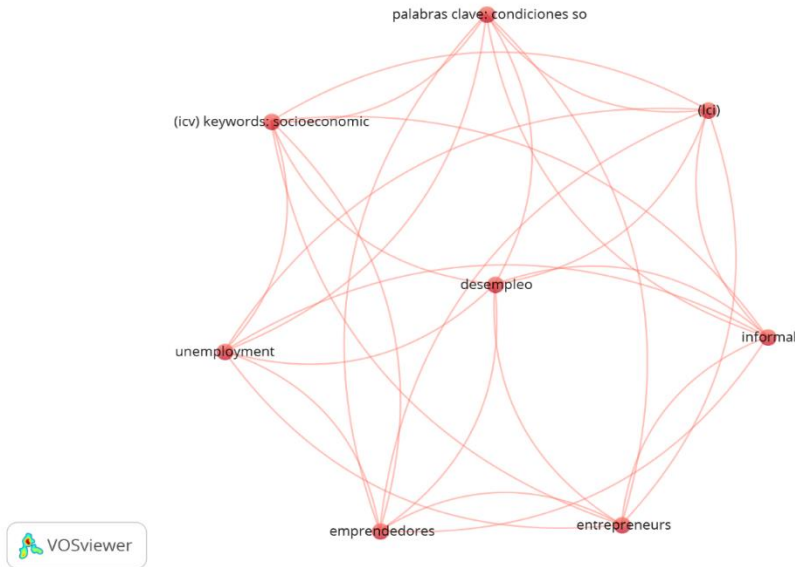 palabras clave: condiciones so
(lci)
(icv) keywords: socioeconomic
desempleo
informal
unemployment
entrepreneurs
emprendedores
VOSviewer